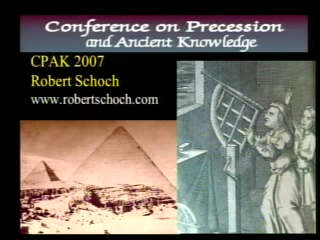 Conference on Precession
and Ancient Knowledge
CPAK 2007
Robert Schoch
www.robertschoch.com